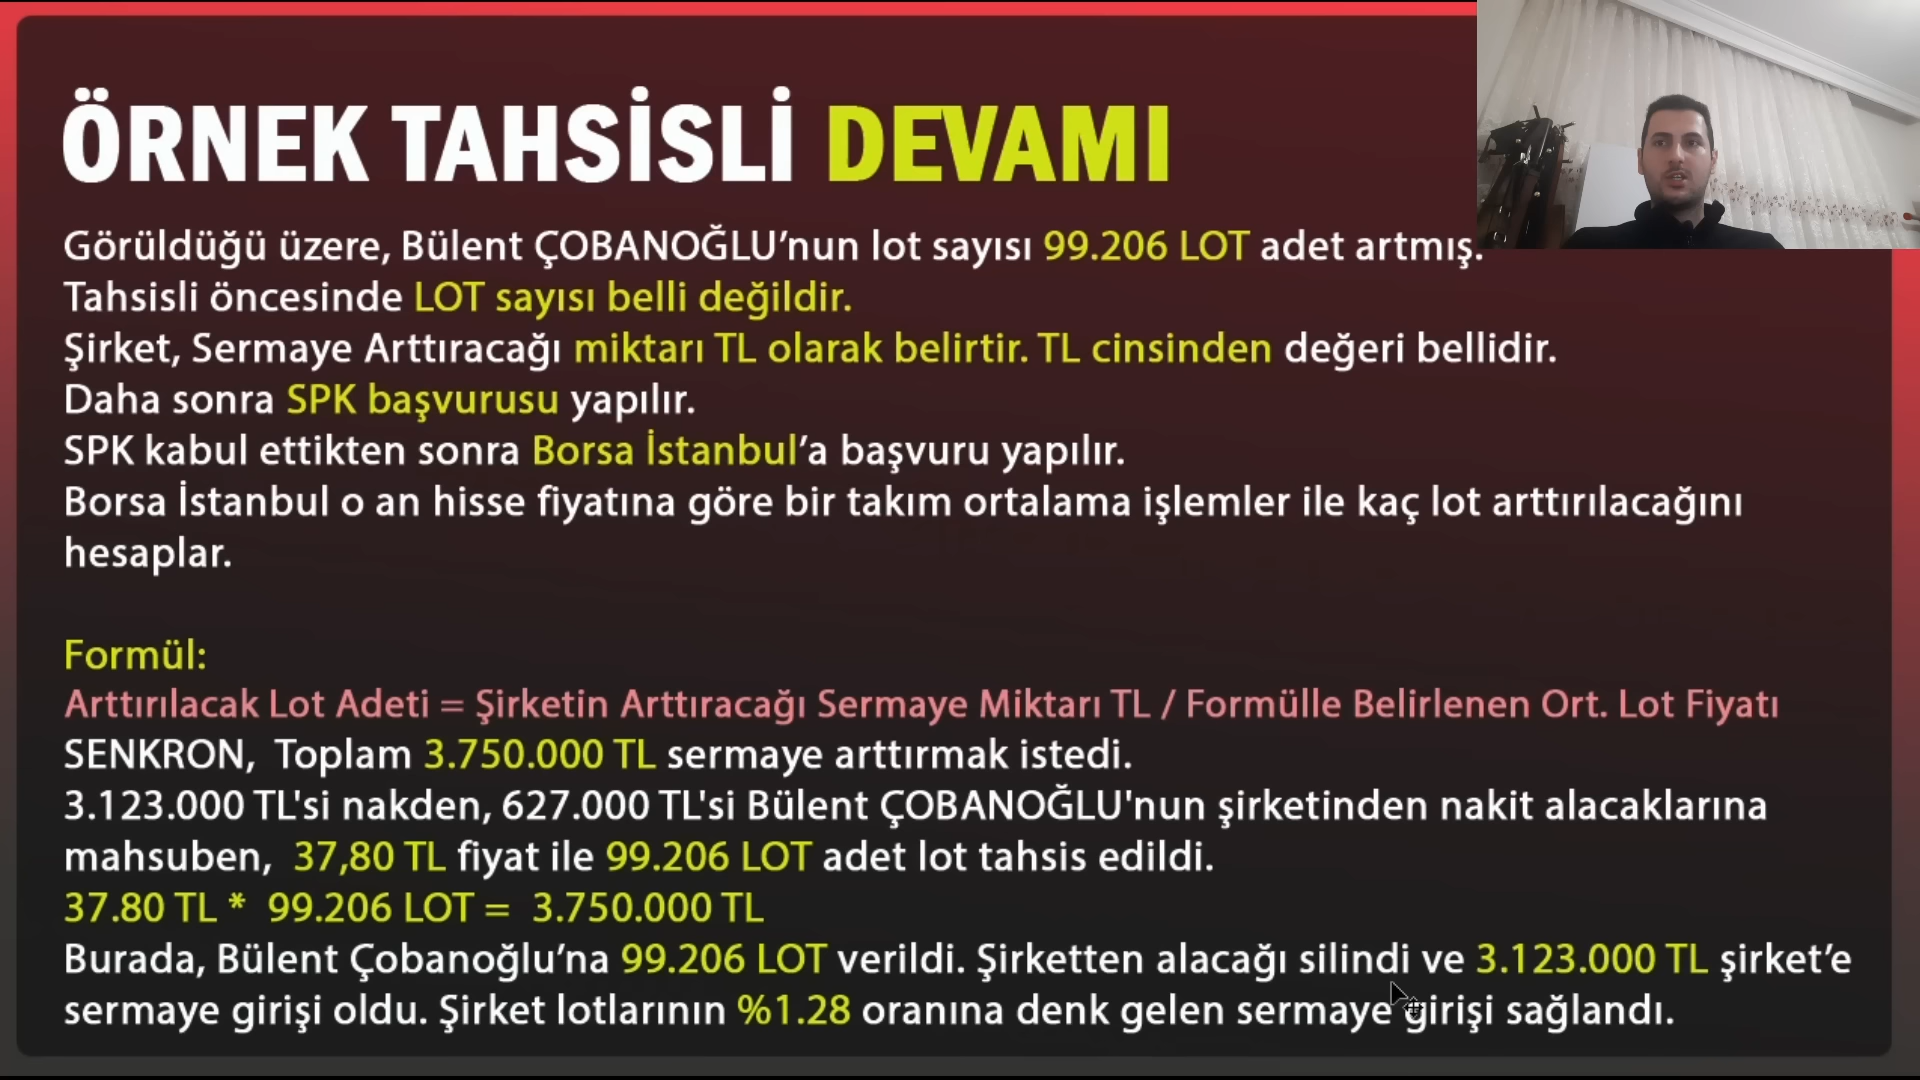 ÖRNEK TAHSİSLİ DEVAMI
Görüldüğü üzere, Bülent ÇOBANOĞLU’nun lot sayısı 99.206 LOT adet artmış.
Tahsisli öncesinde LOT sayısı belli değildir.
Şirket, Sermaye Arttıracağı miktarı TL olarak belirtir. TL cinsinden değeri bellidir.
Daha sonra SPK başvurusu yapılır.
SPK kabul ettikten sonra Borsa İstanbul’a başvuru yapılır.
Borsa İstanbul o an hisse fiyatına göre bir takım ortalama işlemler ile kaç lot arttırılacağını
hesaplar.
Formül:
Arttırılacak Lot Adeti = Şirketin Arttıracağı Sermaye Miktarı TL / Formülle Belirlenen Ort. Lot Fiyatı
SENKRON, Toplam 3.750.000 TL sermaye arttırmak istedi.
3.123.000 TL'si nakden, 627.000 TL'si Bülent ÇOBANOĞLU'nun şirketinden nakit alacaklarına
mahsuben, 37,80 TL fiyat ile 99.206 LOT adet lot tahsis edildi.
37.80 TL * 99.206 LOT = 3.750.000 TL
Burada, Bülent Çobanoğlu’na 99.206 LOT verildi. Şirketten alacağı silindi ve 3.123.000 TL şirket’e
sermaye girişi oldu. Şirket lotlarının %1.28 oranına denk gelen sermaye girişi sağlandı.